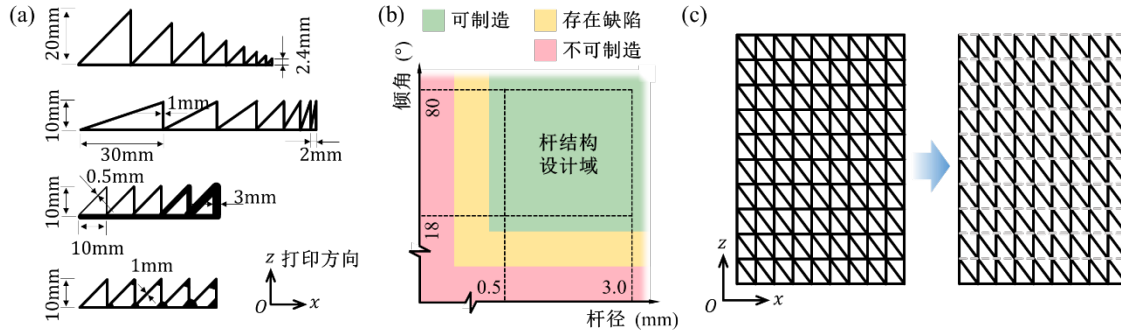 (a)
20mm
2.4mm
10mm
1mm
30mm
2mm
0.5mm
10mm
3mm
10mm
1mm
10mm
z 打印方向
O x
(b)
可制造
存在缺陷
不可制造
倾角 (°)
80
18
杆结构
设计域
0.5
3.0
杆径 (mm)
(c)
z
O x